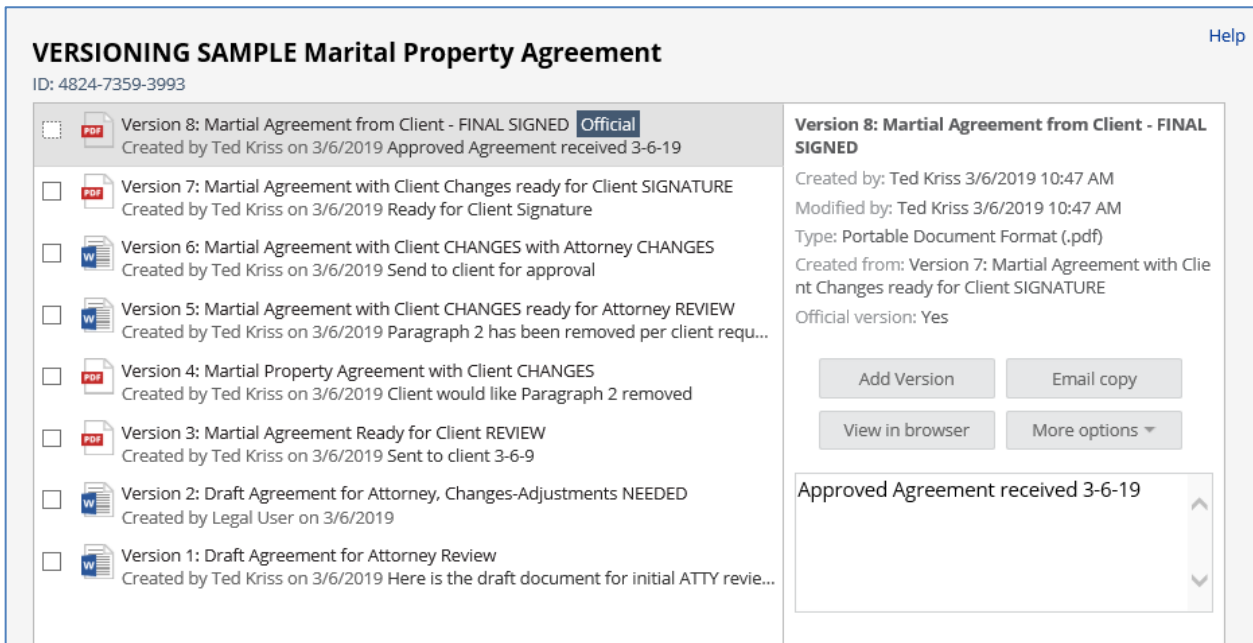 Help
VERSIONING SAMPLE Marital Property Agreement
ID: 4824-7359-3993
PDF
Version 8: Martial Agreement from Client - FINAL SIGNED Official
Created by Ted Kriss on 3/6/2019 Approved Agreement received 3-6-19
PDF
Version 7: Martial Agreement with Client Changes ready for Client SIGNATURE
Created by Ted Kriss on 3/6/2019 Ready for Client Signature
W
Version 6: Martial Agreement with Client CHANGES with Attorney CHANGES
Created by Ted Kriss on 3/6/2019 Send to client for approval
W
Version 5: Martial Agreement with Client CHANGES ready for Attorney REVIEW
Created by Ted Kriss on 3/6/2019 Paragraph 2 has been removed per client requ...
PDF
Version 4: Martial Property Agreement with Client CHANGES
Created by Ted Kriss on 3/6/2019 Client would like Paragraph 2 removed
PDF
Version 3: Martial Agreement Ready for Client REVIEW
Created by Ted Kriss on 3/6/2019 Sent to client 3-6-9
W
Version 2: Draft Agreement for Attorney, Changes-Adjustments NEEDED
Created by Legal User on 3/6/2019
W
Version 1: Draft Agreement for Attorney Review
Created by Ted Kriss on 3/6/2019 Here is the draft document for initial ATTY revie...
Version 8: Martial Agreement from Client - FINAL
SIGNED
Created by: Ted Kriss 3/6/2019 10:47 AM
Modified by: Ted Kriss 3/6/2019 10:47 AM
Type: Portable Document Format (.pdf)
Created from: Version 7: Martial Agreement with Clie
nt Changes ready for Client SIGNATURE
Official version: Yes
Add Version
Email copy
View in browser
More options
Approved Agreement received 3-6-19